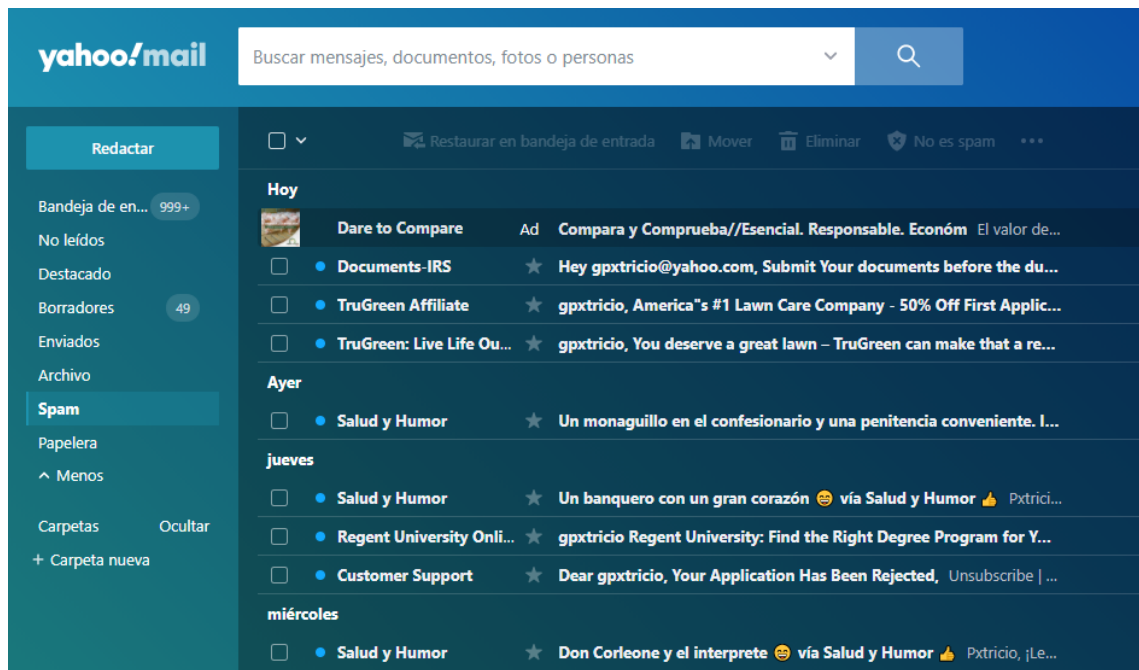 yahoo!mail
Buscar mensajes, documentos, fotos o personas
Redactar
Bandeja de en... 999+
No leídos
Destacado
Borradores 49
Enviados
Archivo
Spam
Papelera
Menos
Carpetas Ocultar
+ Carpeta nueva
Restaurar en bandeja de entrada Mover Eliminar No es spam •••
Hoy
Dare to Compare Ad Compara y Comprueba//Esencial. Responsable. Económ El valor de...
Documents-IRS Hey gpxtricio@yahoo.com, Submit Your documents before the du...
TruGreen Affiliate gpxtricio, America"s #1 Lawn Care Company - 50% Off First Applic...
TruGreen: Live Life Ou... gpxtricio, You deserve a great lawn – TruGreen can make that a re...
Ayer
Salud y Humor Un monaguillo en el confesionario y una penitencia conveniente. I...
jueves
Salud y Humor Un banquero con un gran corazón 😄 vía Salud y Humor 👍 Pxtrici...
Regent University Onli... gpxtricio Regent University: Find the Right Degree Program for Y...
Customer Support Dear gpxtricio, Your Application Has Been Rejected, Unsubscribe | ...
miércoles
Salud y Humor Don Corleone y el interprete 😄 vía Salud y Humor 👍 Pxtricio, ¡Le...